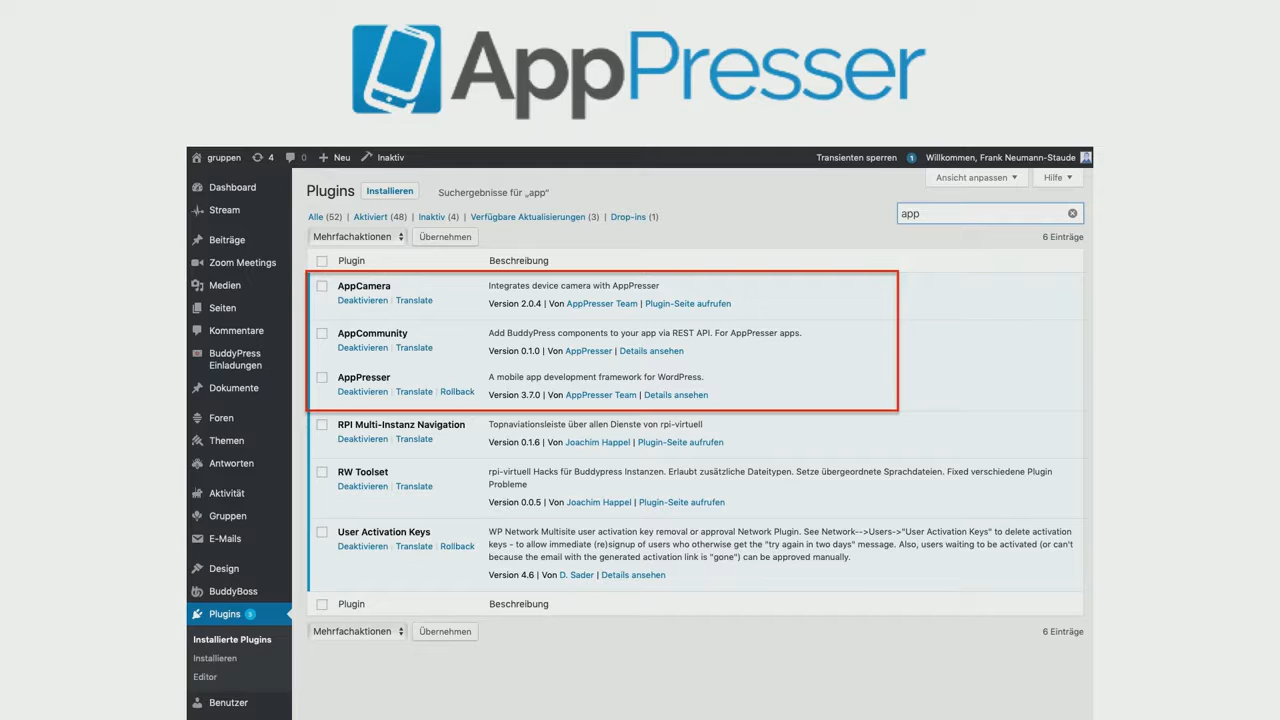 AppPresser
gruppen 4 0 Neu Inaktiv Transienten sperren 1 Willkommen, Frank Neumann-Staude
Ansicht anpassen Hilfe
Dashboard
Stream
Beiträge
Zoom Meetings
Medien
Seiten
Kommentare
BuddyPress
Einladungen
Dokumente
Foren
Themen
Antworten
Aktivität
Gruppen
E-Mails
Design
BuddyBoss
Plugins 3
Installierte Plugins
Installieren
Editor
Benutzer
Plugins Installieren Suchergebnisse für „app“
Alle (52) | Aktiviert (48) | Inaktiv (4) | Verfügbare Aktualisierungen (3) | Drop-ins (1)
app
Mehrfachaktionen Übernehmen 6 Einträge
Plugin Beschreibung
AppCamera Integrates device camera with AppPresser
Deaktivieren | Translate
Version 2.0.4 | Von AppPresser Team | Plugin-Seite aufrufen
AppCommunity Add BuddyPress components to your app via REST API. For AppPresser apps.
Deaktivieren | Translate
Version 0.1.0 | Von AppPresser | Details ansehen
AppPresser A mobile app development framework for WordPress.
Deaktivieren | Translate | Rollback
Version 3.7.0 | Von AppPresser Team | Details ansehen
RPI Multi-Instanz Navigation Topnaviationsleiste über allen Dienste von rpi-virtuell
Deaktivieren | Translate
Version 0.1.6 | Von Joachim Happel | Plugin-Seite aufrufen
RW Toolset rpi-virtuell Hacks für Buddypress Instanzen. Erlaubt zusätzliche Dateitypen. Setze übergeordnete Sprachdateien. Fixed verschiedene Plugin
Probleme
Deaktivieren | Translate
Version 0.0.5 | Von Joachim Happel | Plugin-Seite aufrufen
User Activation Keys WP Network Multisite user activation key removal or approval Network Plugin. See Network-->Users->"User Activation Keys" to delete activation
keys - to allow immediate (re)signup of users who otherwise get the "try again in two days" message. Also, users waiting to be activated (or can't
because the email with the generated activation link is "gone") can be approved manually.
Deaktivieren | Translate | Rollback
Version 4.6 | Von D. Sader | Details ansehen
Plugin Beschreibung
Mehrfachaktionen Übernehmen 6 Einträge